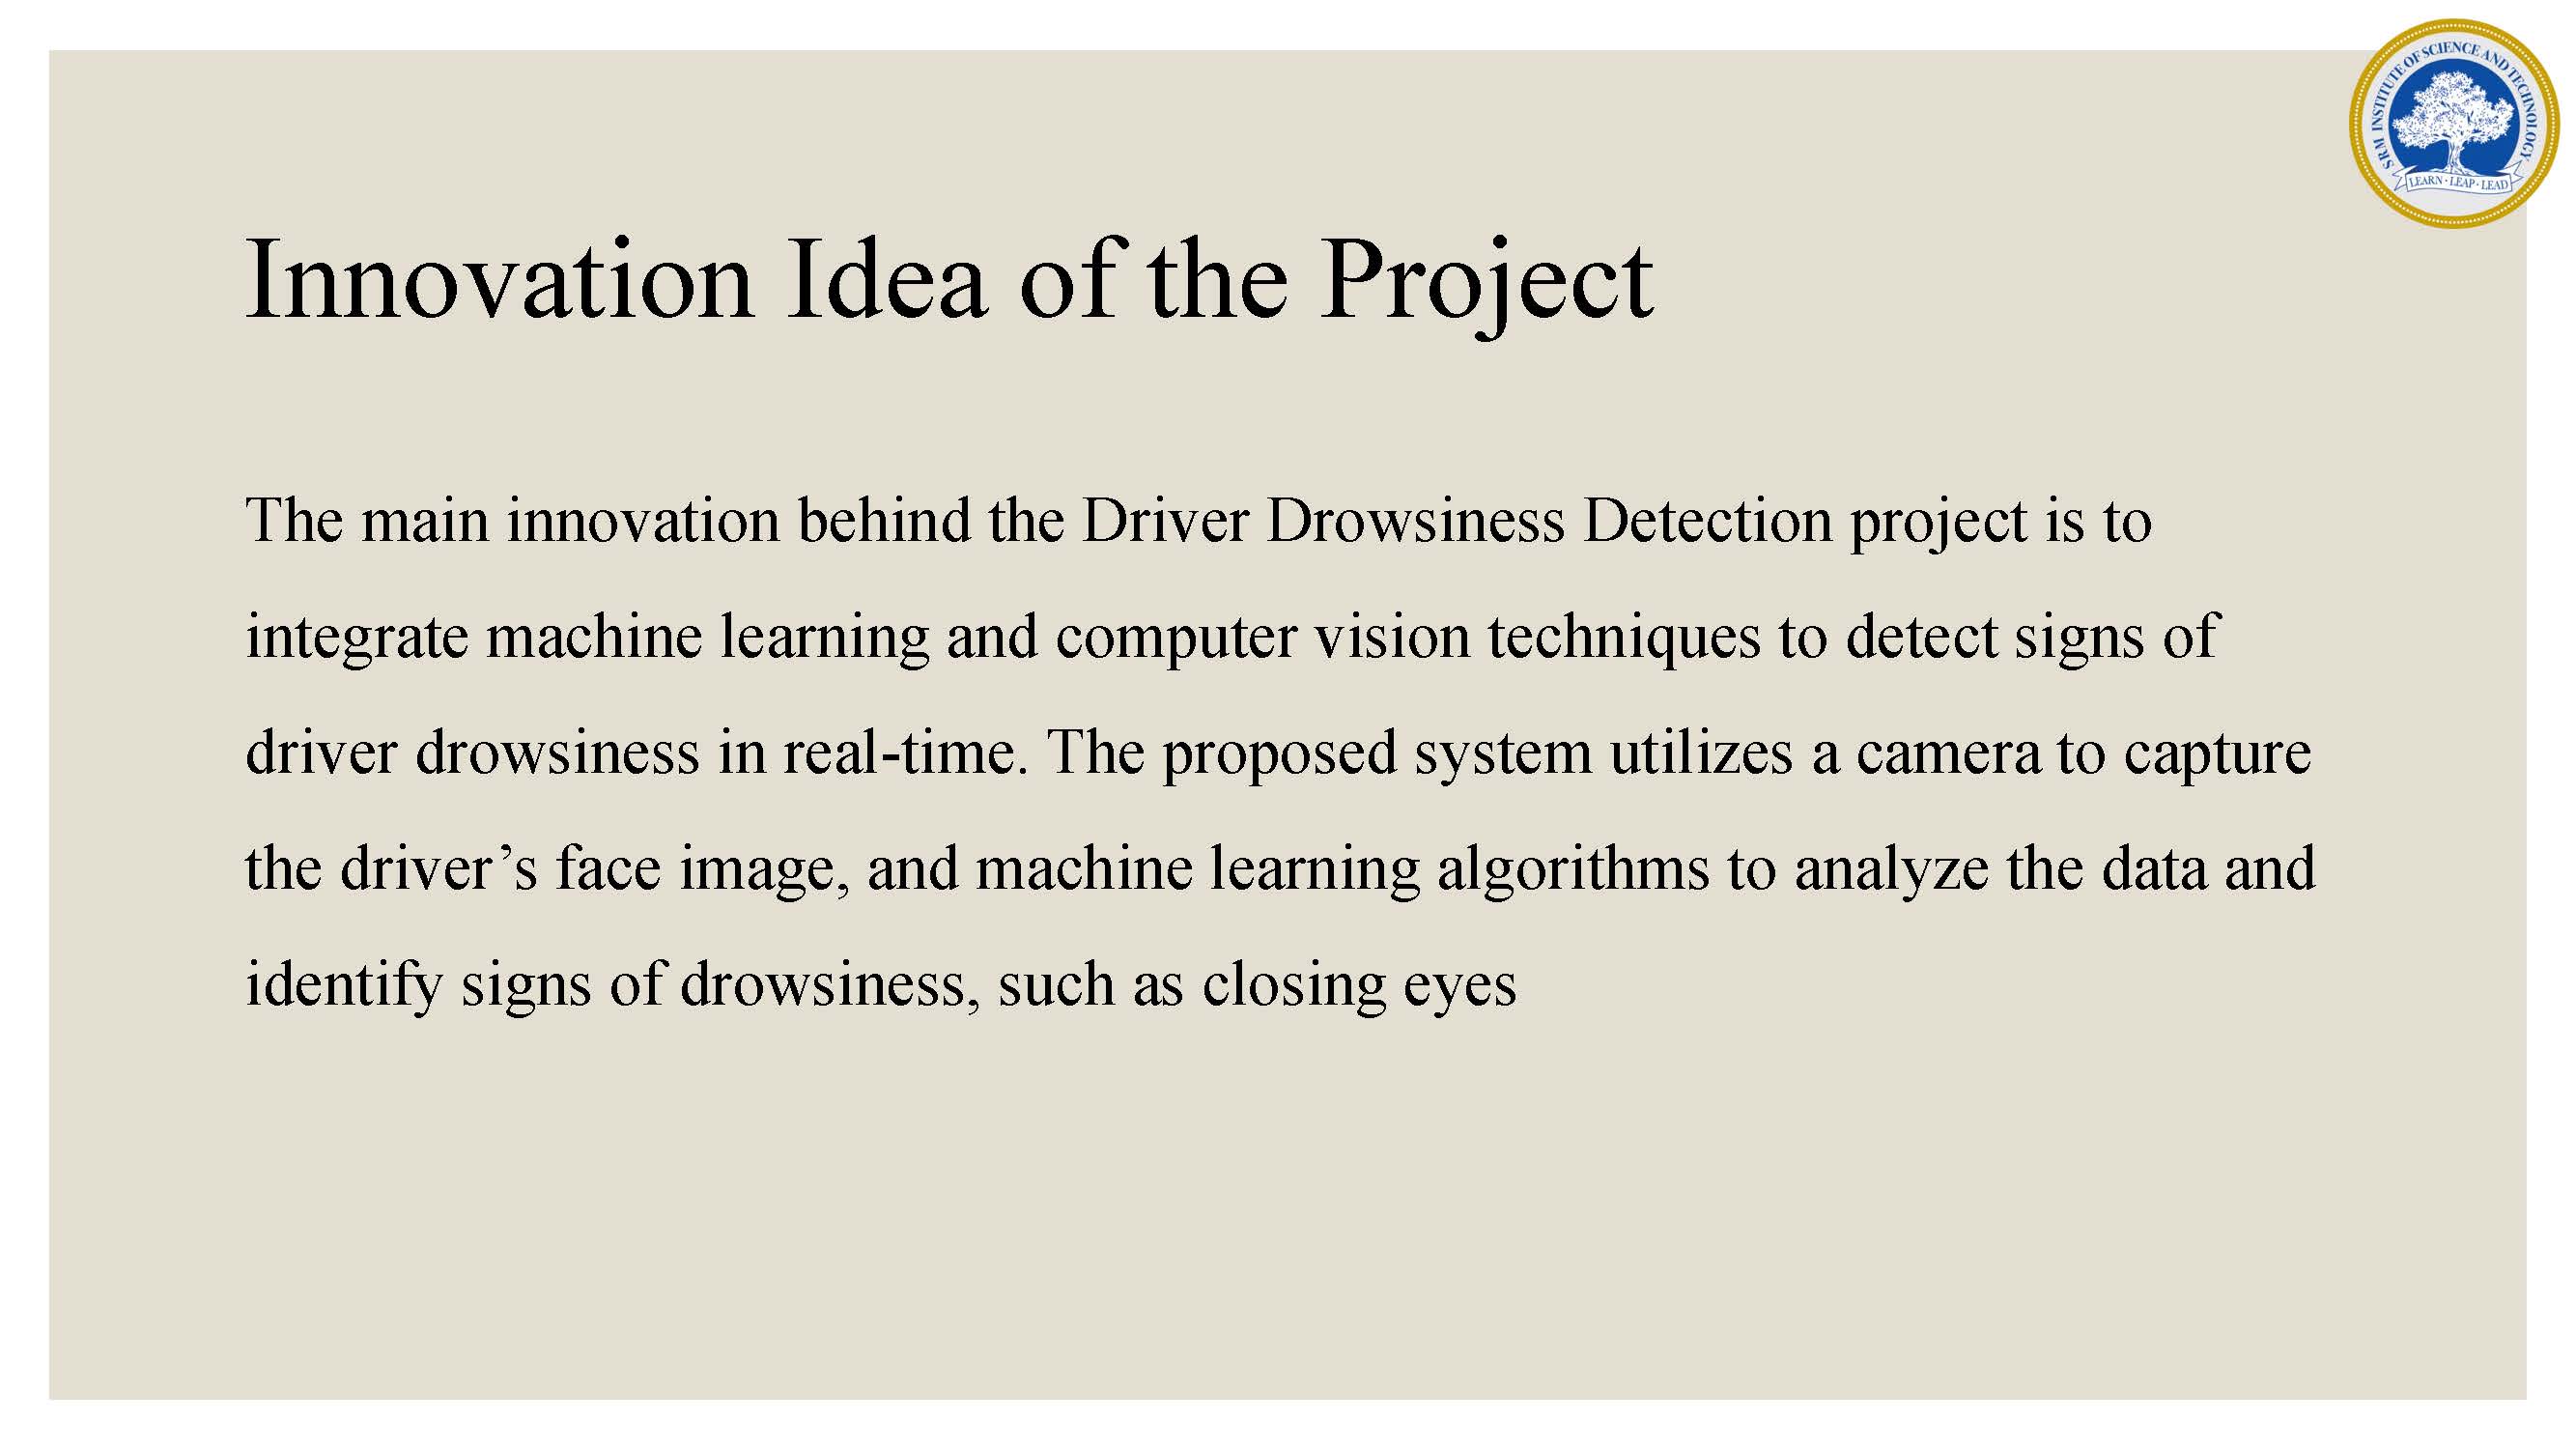 SRM INSTITUTE OF SCIENCE AND TECHNOLOGY
LEARN · LEAP · LEAD
Innovation Idea of the Project
The main innovation behind the Driver Drowsiness Detection project is to
integrate machine learning and computer vision techniques to detect signs of
driver drowsiness in real-time. The proposed system utilizes a camera to capture
the driver’s face image, and machine learning algorithms to analyze the data and
identify signs of drowsiness, such as closing eyes